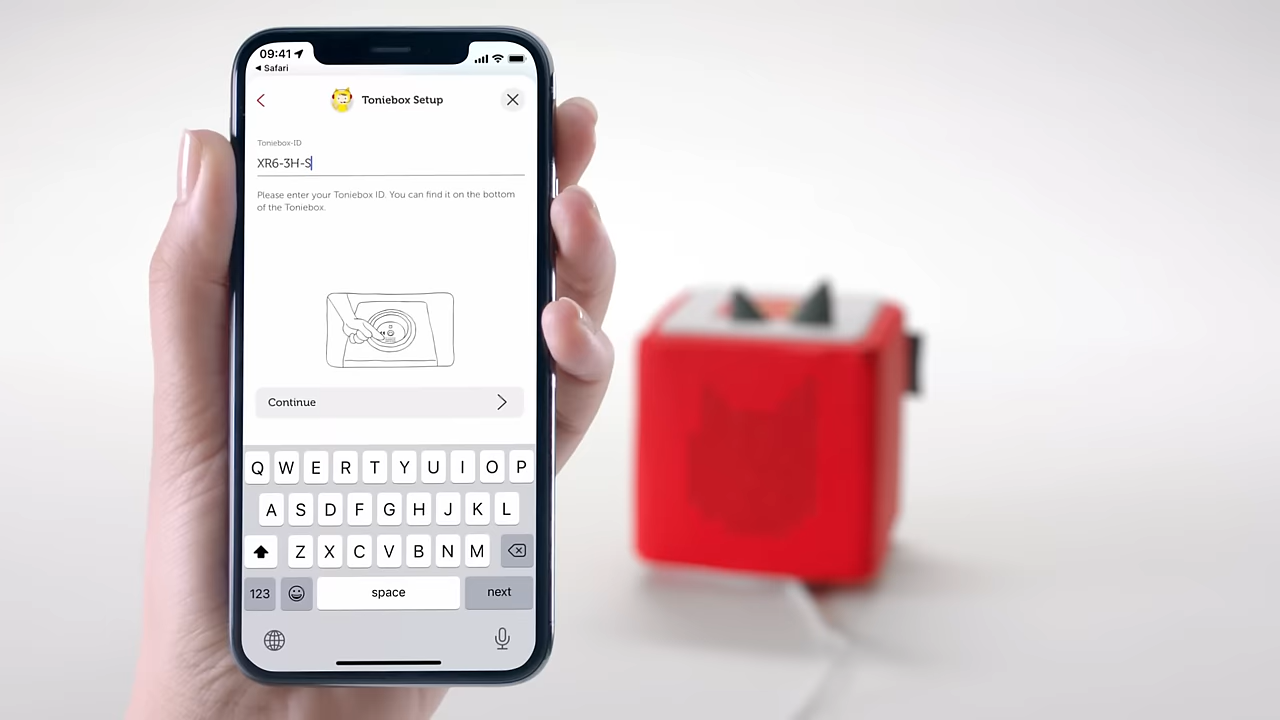 09:41
Safari
Toniebox Setup
Toniebox-ID
XR6-3H-S
Please enter your Toniebox ID. You can find it on the bottom
of the Toniebox.
Continue
Q W E R T Y U I O P
A S D F G H J K L
Z X C V B N M
123 space next